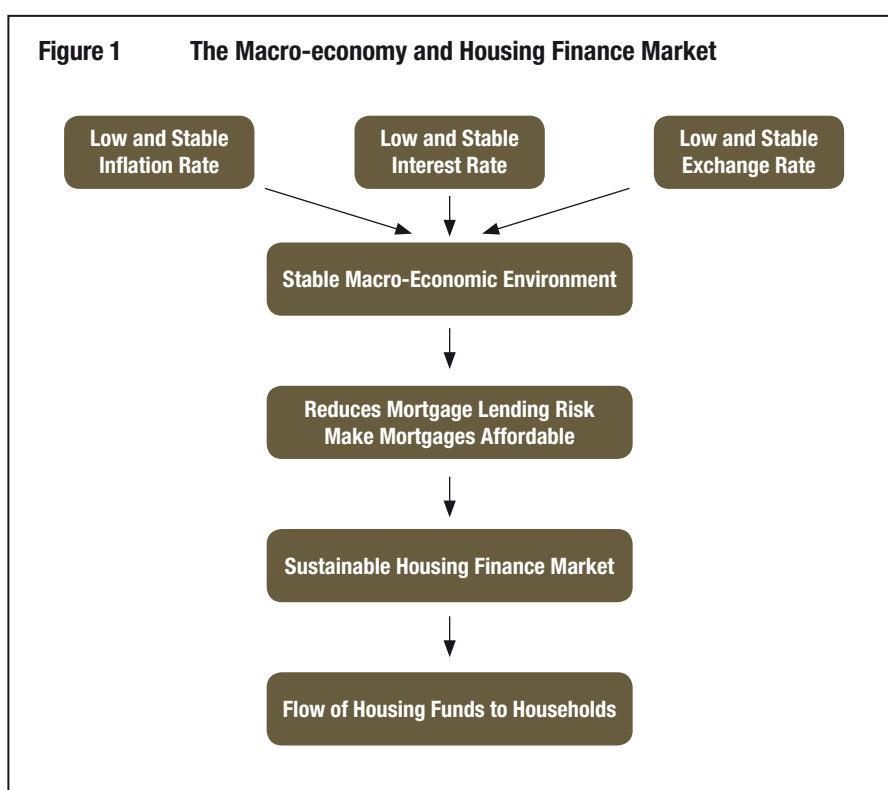 Figure 1 The Macro-economy and Housing Finance Market
Low and Stable
Inflation Rate
Low and Stable
Interest Rate
Low and Stable
Exchange Rate
Stable Macro-Economic Environment
Reduces Mortgage Lending Risk
Make Mortgages Affordable
Sustainable Housing Finance Market
Flow of Housing Funds to Households